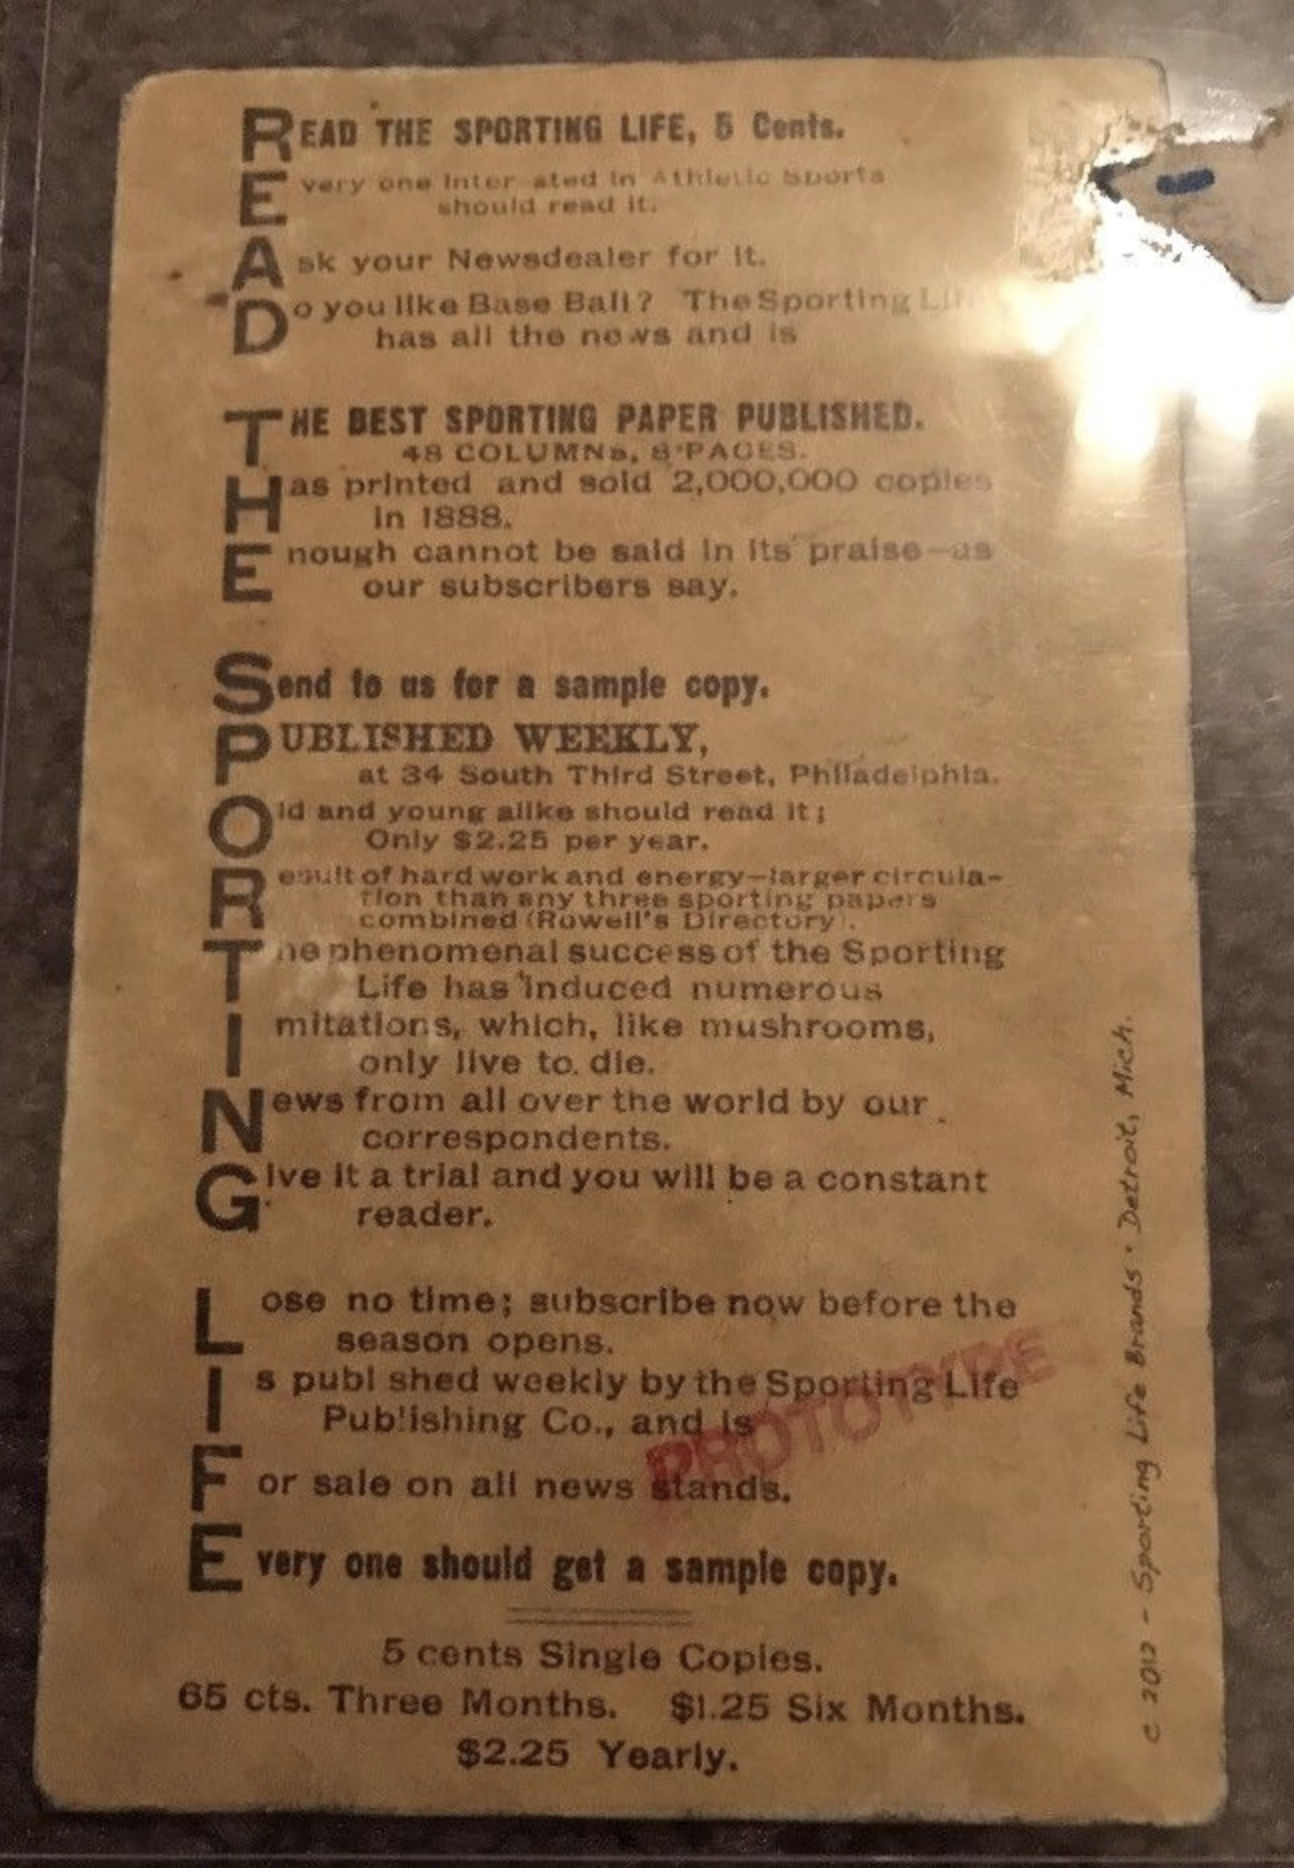 READ THE SPORTING LIFE, 5 Cents.
Every one Inter ated in Athletic Sports
should read it.
Ask your Newsdealer for it.
Do you like Base Ball? The Sporting Life
has all the news and is
THE BEST SPORTING PAPER PUBLISHED.
48 COLUMNs, 8 PAGES.
Has printed and sold 2,000,000 copies
in 1888.
Enough cannot be said in its praise—as
our subscribers say.
Send to us for a sample copy.
PUBLISHED WEEKLY,
at 34 South Third Street, Philadelphia.
Old and young alike should read it;
Only $2.25 per year.
Result of hard work and energy—larger circula-
tion than any three sporting papers
combined (Rowell's Directory).
The phenomenal success of the Sporting
Life has induced numerous
Imitations, which, like mushrooms,
only live to. die.
News from all over the world by our
correspondents.
Give it a trial and you will be a constant
reader.
Lose no time; subscribe now before the
season opens.
Is publ shed weekly by the Sporting Life
Publishing Co., and is
For sale on all news stands.
PROTOTYPE
Every one should get a sample copy.
5 cents Single Copies.
65 cts. Three Months. $1.25 Six Months.
$2.25 Yearly.
c 2012 - Sporting Life Brands · Detroit, Mich.